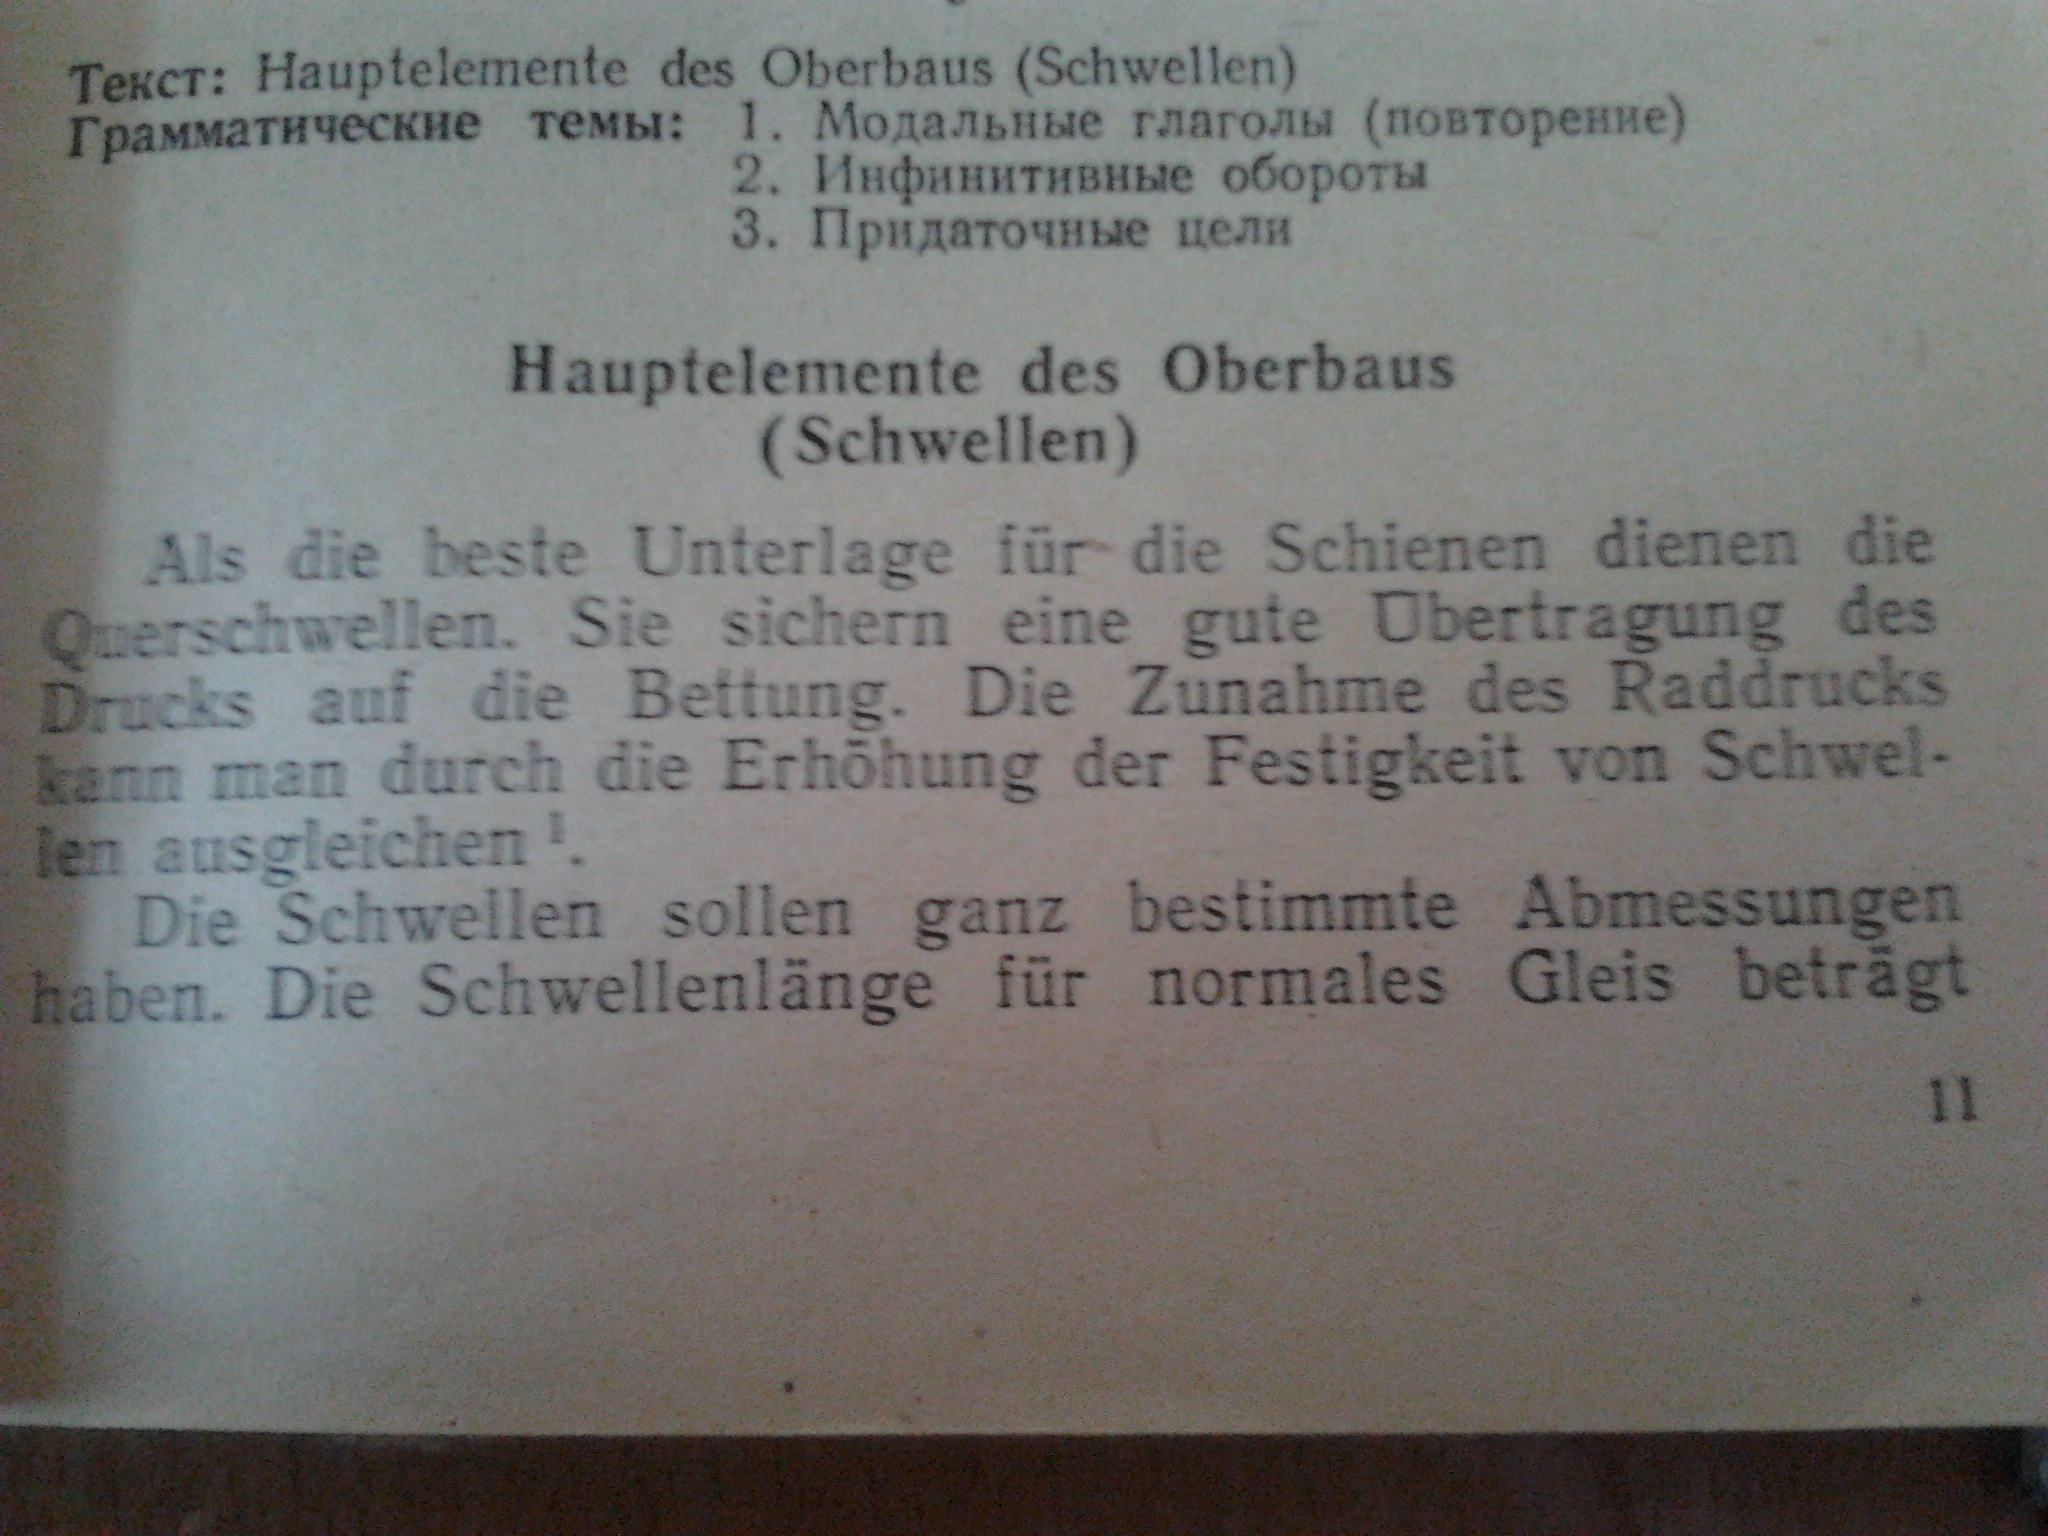 Текст: Hauptelemente des Oberbaus (Schwellen)
Грамматические темы: 1. Модальные глаголы (повторение)
2. Инфинитивные обороты
3. Придаточные цели
Hauptelemente des Oberbaus
(Schwellen)
Als die beste Unterlage für die Schienen dienen die
Querschwellen. Sie sichern eine gute Übertragung des
Drucks auf die Bettung. Die Zunahme des Raddrucks
kann man durch die Erhöhung der Festigkeit von Schwel-
len ausgleichen ¹.
Die Schwellen sollen ganz bestimmte Abmessungen
haben. Die Schwellenlänge für normales Gleis beträgt
11